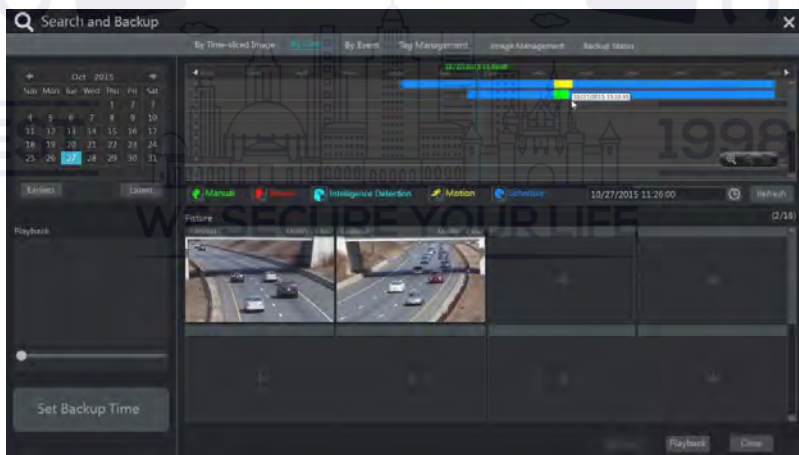 Search and Backup
By Time-sliced Image By Event Tag Management Image Management Backup Status
Oct 2015
Sun Mon Tue Wed Thu Fri Sat
1 2 3
4 5 6 7 8 9 10
11 12 13 14 15 16 17
18 19 20 21 22 23 24
25 26 27 28 29 30 31
Earliest Latest
1998
Manual Intelligence Detection Motion Schedule 10/27/2015 11:26:00 Refresh
WE SECURE YOUR LIFE
Picture (2/16)
Playback
Set Backup Time
Playback Close